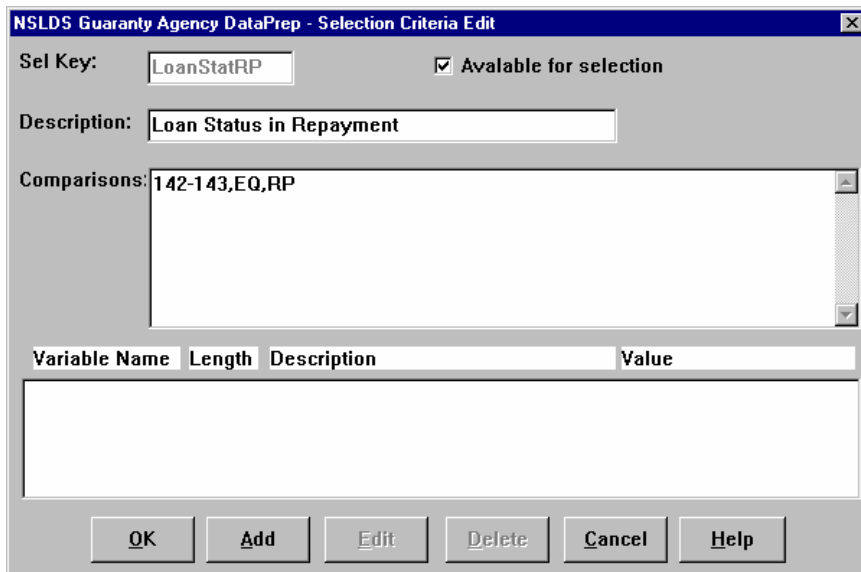 NSLDS Guaranty Agency DataPrep - Selection Criteria Edit
Sel Key: LoanStatRP Avalable for selection
Description: Loan Status in Repayment
Comparisons: 142-143,EQ,RP
Variable Name Length Description Value
OK Add Edit Delete Cancel Help